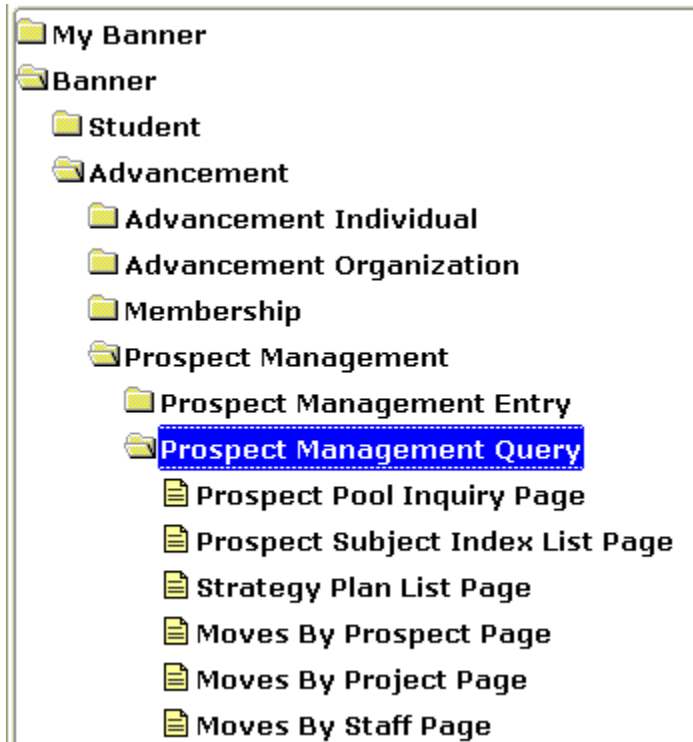 My Banner
Banner
Student
Advancement
Advancement Individual
Advancement Organization
Membership
Prospect Management
Prospect Management Entry
Prospect Management Query
Prospect Pool Inquiry Page
Prospect Subject Index List Page
Strategy Plan List Page
Moves By Prospect Page
Moves By Project Page
Moves By Staff Page